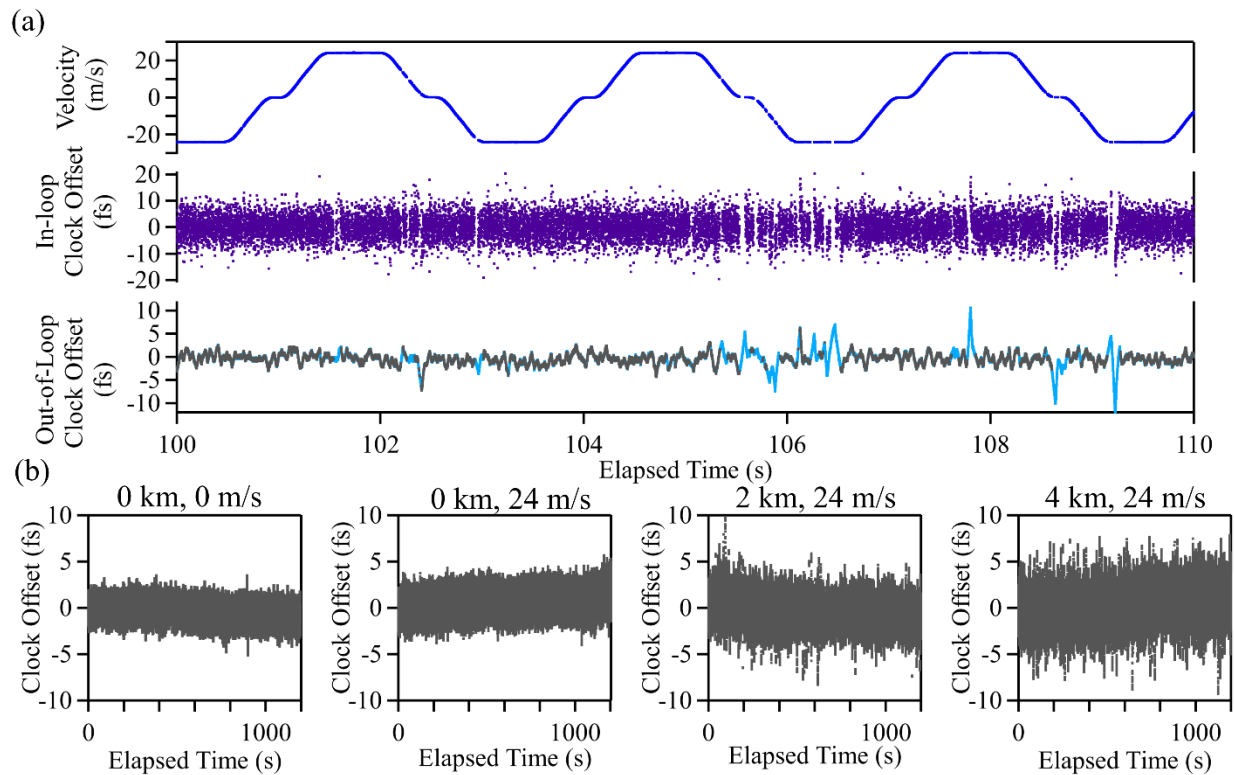 (a)
Velocity
(m/s)
20
0
-20
In-loop
Clock Offset
(fs)
20
10
0
-10
-20
Out-of-Loop
Clock Offset
(fs)
10
5
0
-5
-10
100 102 104 106 108 110
Elapsed Time (s)
(b)
0 km, 0 m/s 0 km, 24 m/s 2 km, 24 m/s 4 km, 24 m/s
Clock Offset (fs)
10
5
0
-5
-10
0 1000
Elapsed Time (s)
Clock Offset (fs)
10
5
0
-5
-10
0 1000
Elapsed Time (s)
Clock Offset (fs)
10
5
0
-5
-10
0 1000
Elapsed Time (s)
Clock Offset (fs)
10
5
0
-5
-10
0 1000
Elapsed Time (s)